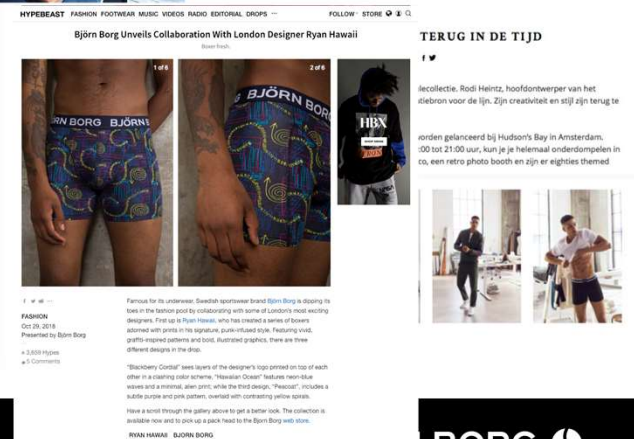 HYPEBEAST FASHION FOOTWEAR MUSIC VIDEOS RADIO EDITORIAL DROPS ··· FOLLOW STORE
Björn Borg Unveils Collaboration With London Designer Ryan Hawaii
Boxer fresh.
1 of 6
2 of 6
RN BORG BJÖRN B
BJÖRN BOR
HBX
FASHION
Oct 29, 2018
Presented by Björn Borg
3,859 Hypes
5 Comments
Famous for its underwear, Swedish sportswear brand Björn Borg is dipping its
toes in the fashion pool by collaborating with some of London's most exciting
designers. First up is Ryan Hawaii, who has created a series of boxers
adorned with prints in his signature, punk-infused style. Featuring vivid,
graffiti-inspired patterns and bold, illustrated graphics, there are three
different designs in the drop.
"Blackberry Cordial" sees layers of the designer's logo printed on top of each
other in a clashing color scheme, "Hawaiian Ocean" features neon-blue
waves and a minimal, alien print; while the third design, "Peacoat", includes a
subtle purple and pink pattern, overlaid with contrasting yellow spirals.
Have a scroll through the gallery above to get a better look. The collection is
available now and to pick up a pack head to the Björn Borg web store.
RYAN HAWAII BJORN BORG
TERUG IN DE TIJD
lecollectie. Rodi Heintz, hoofdontwerper van het
tiebron voor de lijn. Zijn creativiteit en stijl zijn terug te
orden gelanceerd bij Hudson's Bay in Amsterdam.
:00 tot 21:00 uur, kun je je helemaal onderdompelen in
co, een retro photo booth en zijn er eighties themed
BORG